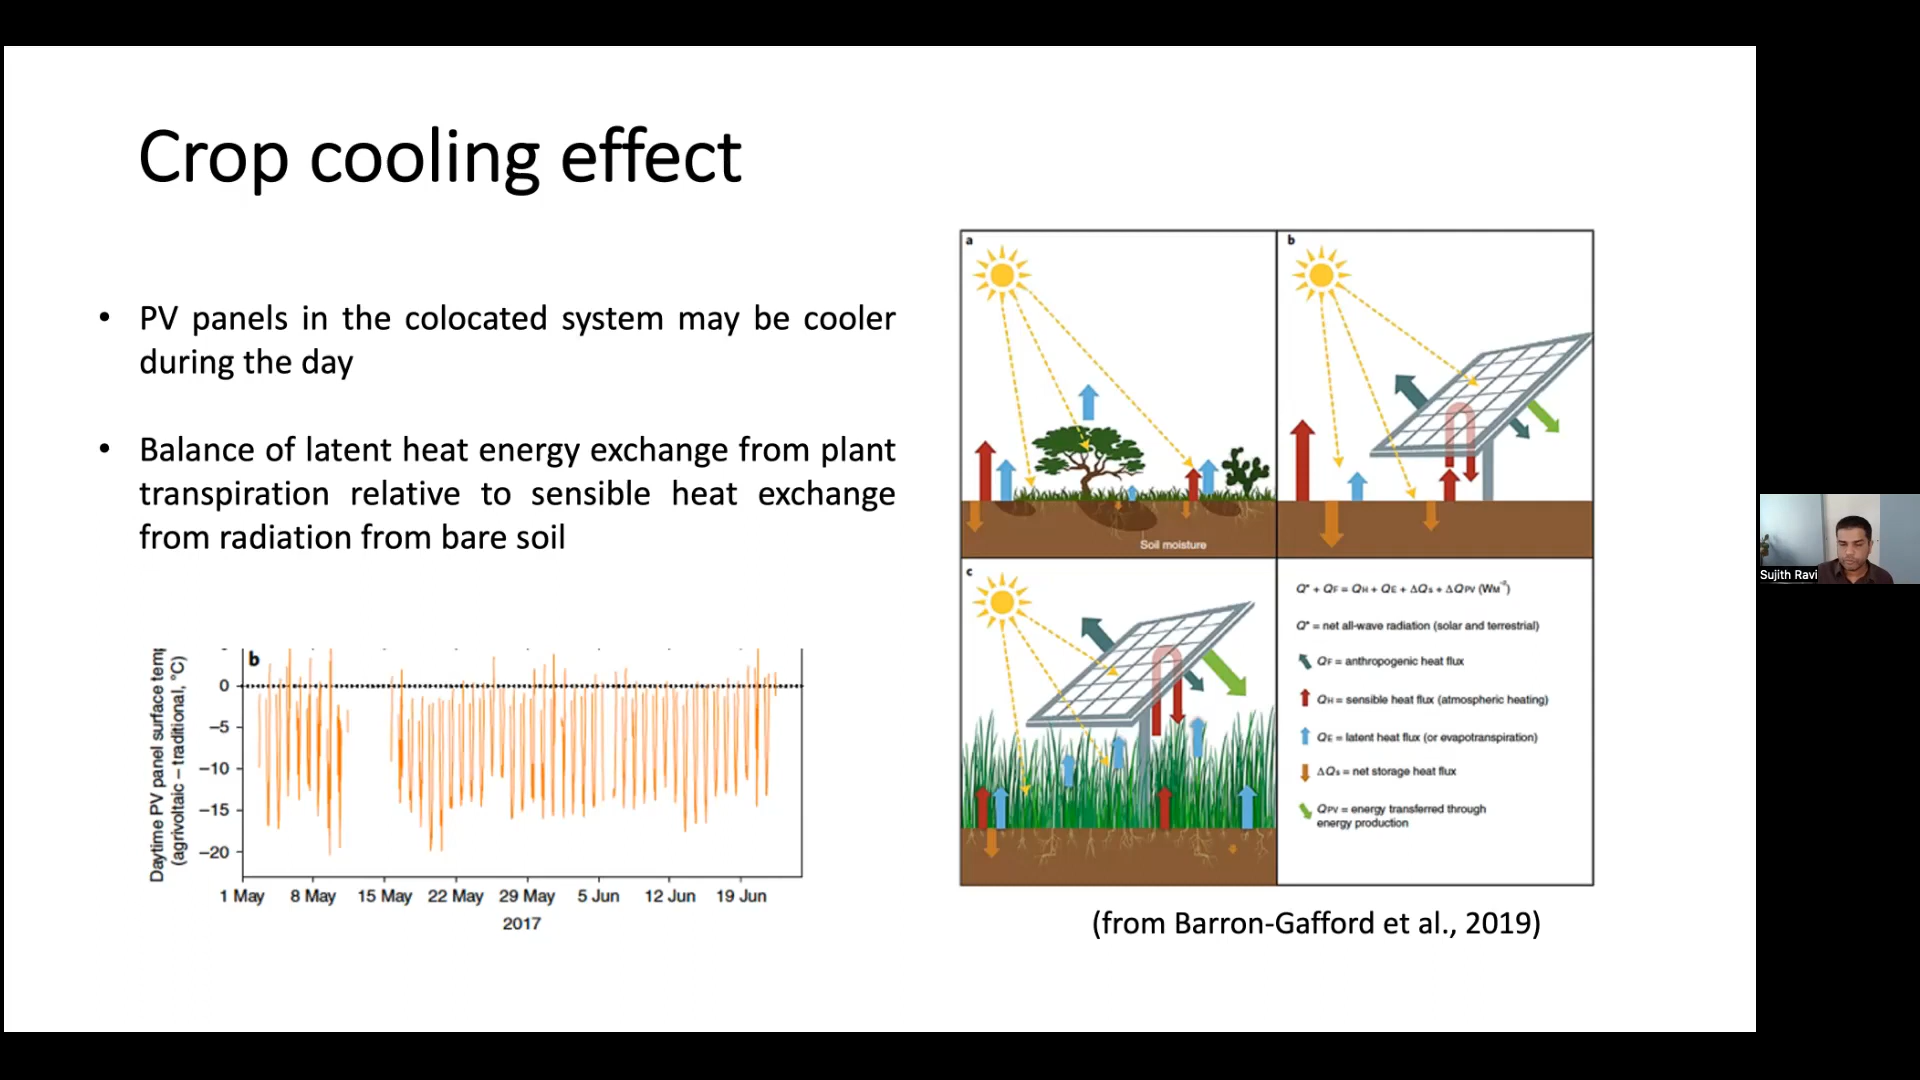 Crop cooling effect
• PV panels in the colocated system may be cooler
during the day
• Balance of latent heat energy exchange from plant
transpiration relative to sensible heat exchange
from radiation from bare soil
Daytime PV panel surface temp
(agrivoltaic – traditional, °C)
b
0
–5
–10
–15
–20
1 May 8 May 15 May 22 May 29 May 5 Jun 12 Jun 19 Jun
2017
a
Soil moisture
b
c
Q* + QF = QH + QE + ΔQs + ΔQPV (WM⁻²)
Q* = net all-wave radiation (solar and terrestrial)
QF = anthropogenic heat flux
QH = sensible heat flux (atmospheric heating)
QE = latent heat flux (or evapotranspiration)
ΔQs = net storage heat flux
QPV = energy transferred through
energy production
(from Barron-Gafford et al., 2019)
Sujith Ravi